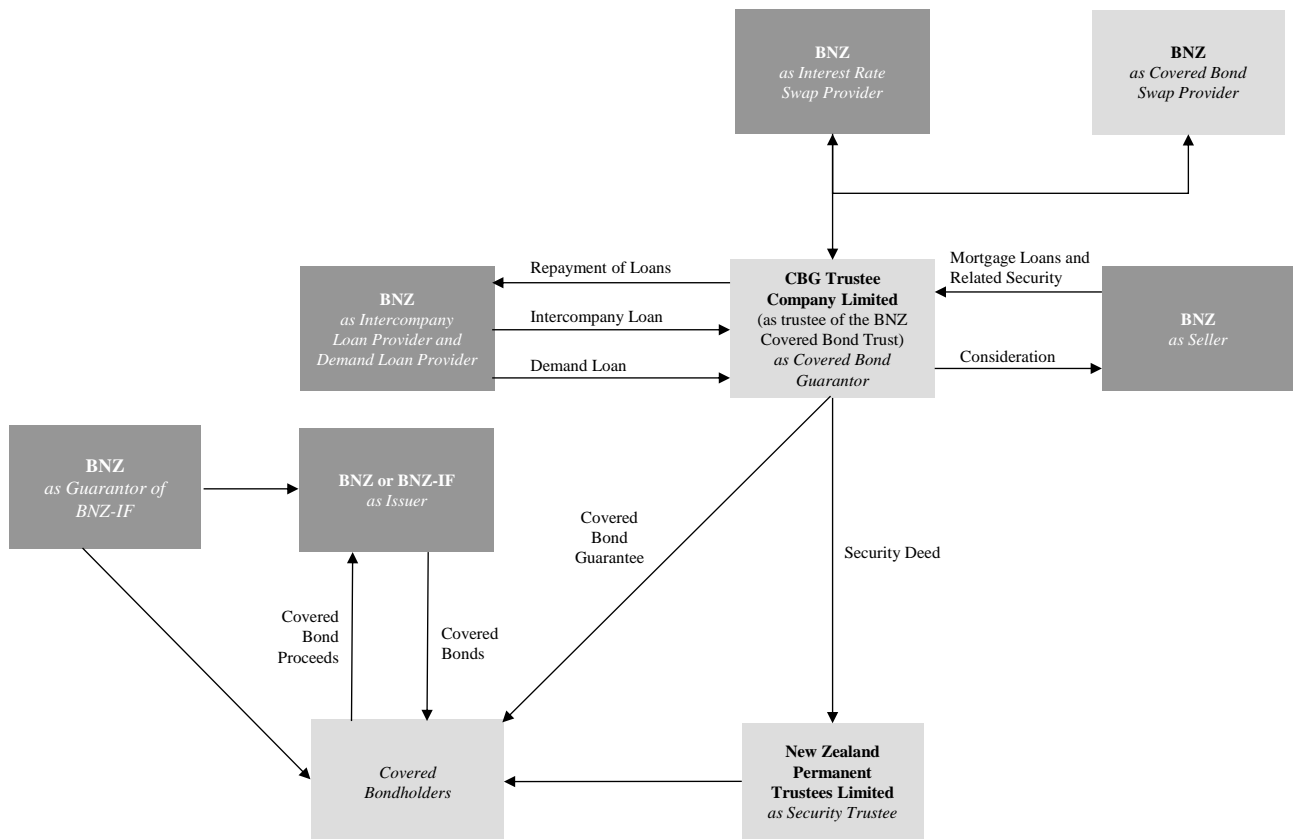 BNZ
as Interest Rate
Swap Provider
BNZ
as Covered Bond
Swap Provider
Repayment of Loans
Intercompany Loan
Demand Loan
BNZ
as Intercompany
Loan Provider and
Demand Loan Provider
CBG Trustee
Company Limited
(as trustee of the BNZ
Covered Bond Trust)
as Covered Bond
Guarantor
Mortgage Loans and
Related Security
Consideration
BNZ
as Seller
BNZ
as Guarantor of
BNZ-IF
BNZ or BNZ-IF
as Issuer
Covered
Bond
Guarantee
Security Deed
Covered
Bond
Proceeds
Covered
Bonds
Covered
Bondholders
New Zealand
Permanent
Trustees Limited
as Security Trustee